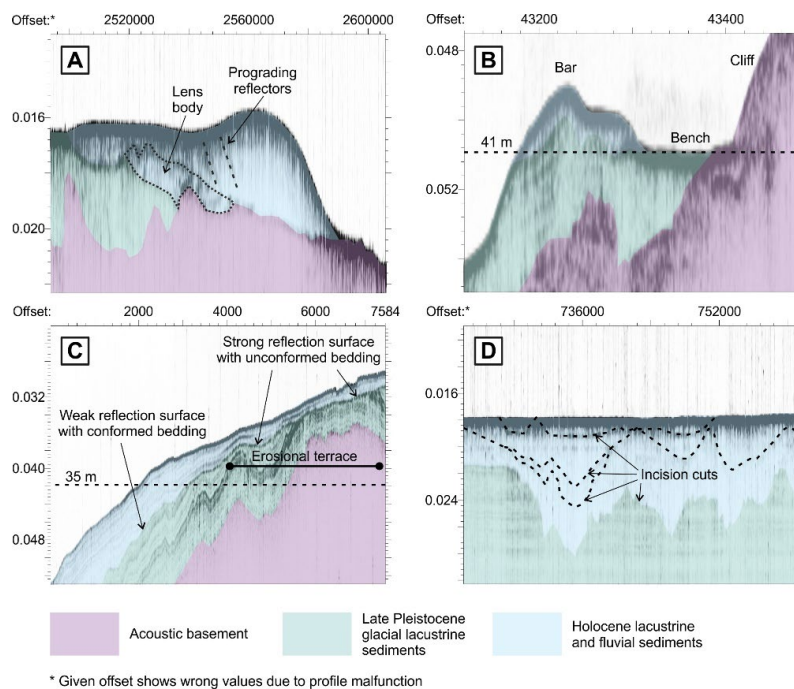 Offset:* 2520000 2560000 2600000
A
Lens
body
Prograding
reflectors
0.016
0.020
Offset: 43200 43400
0.048
B
Bar
Cliff
Bench
41 m
0.052
Offset: 2000 4000 6000 7584
C
Strong reflection surface
with unconformed bedding
0.032
Weak reflection surface
with conformed bedding
Erosional terrace
0.040
35 m
0.048
Offset:* 736000 752000
D
0.016
Incision cuts
0.024
Acoustic basement
Late Pleistocene
glacial lacustrine
sediments
Holocene lacustrine
and fluvial sediments
* Given offset shows wrong values due to profile malfunction